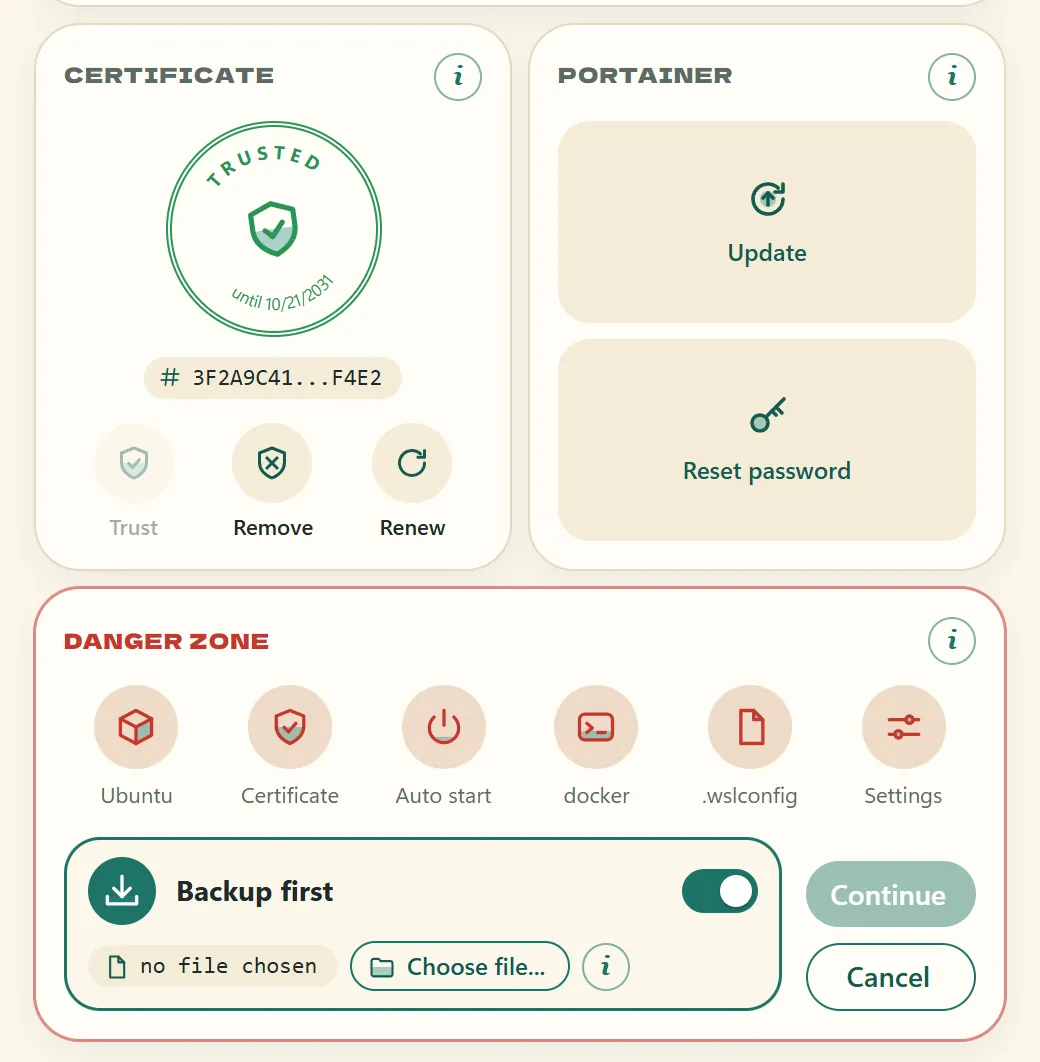 CERTIFICATE
i
TRUSTED
until 10/21/2031
# 3F2A9C41...F4E2
Trust
Remove
Renew
PORTAINER
i
Update
Reset password
DANGER ZONE
i
Ubuntu
Certificate
Auto start
docker
.wslconfig
Settings
Backup first
no file chosen
Choose file...
i
Continue
Cancel